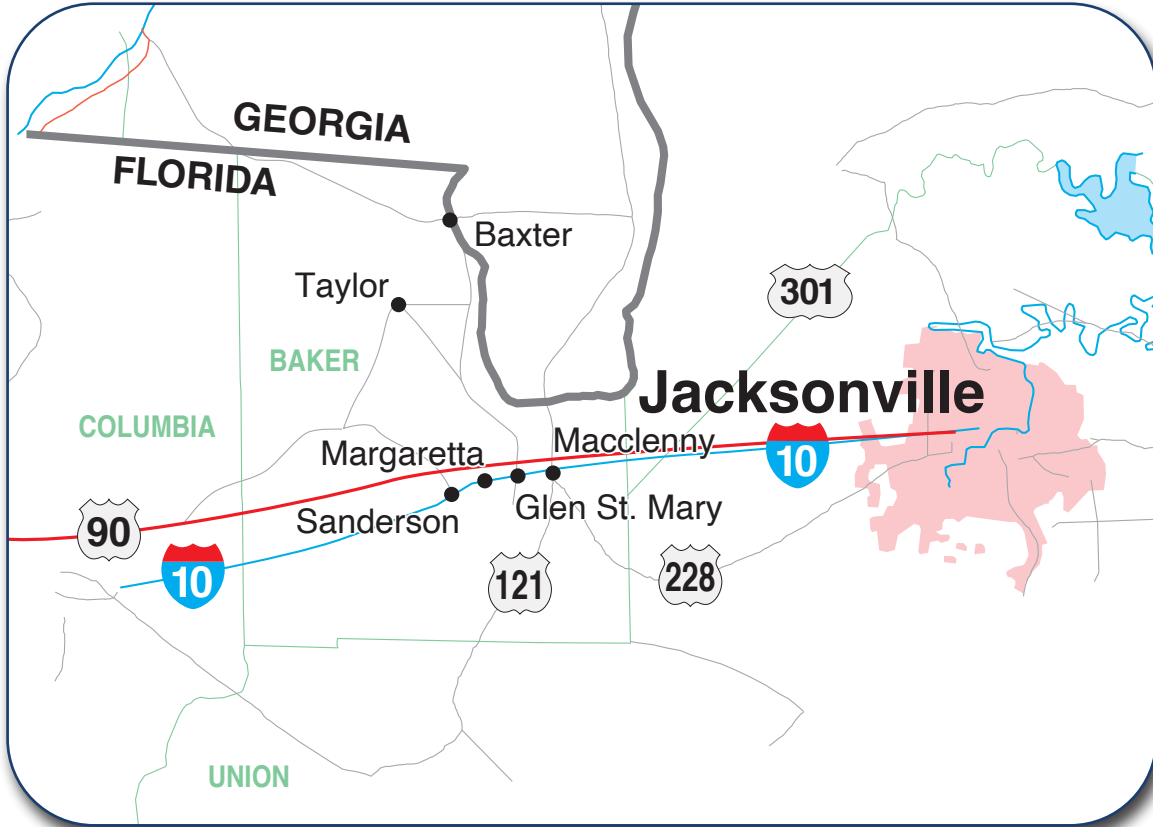 GEORGIA
FLORIDA
Baxter
Taylor
301
BAKER
Jacksonville
COLUMBIA
Margaretta
Macclenny
10
Sanderson
Glen St. Mary
90
10
121
228
UNION